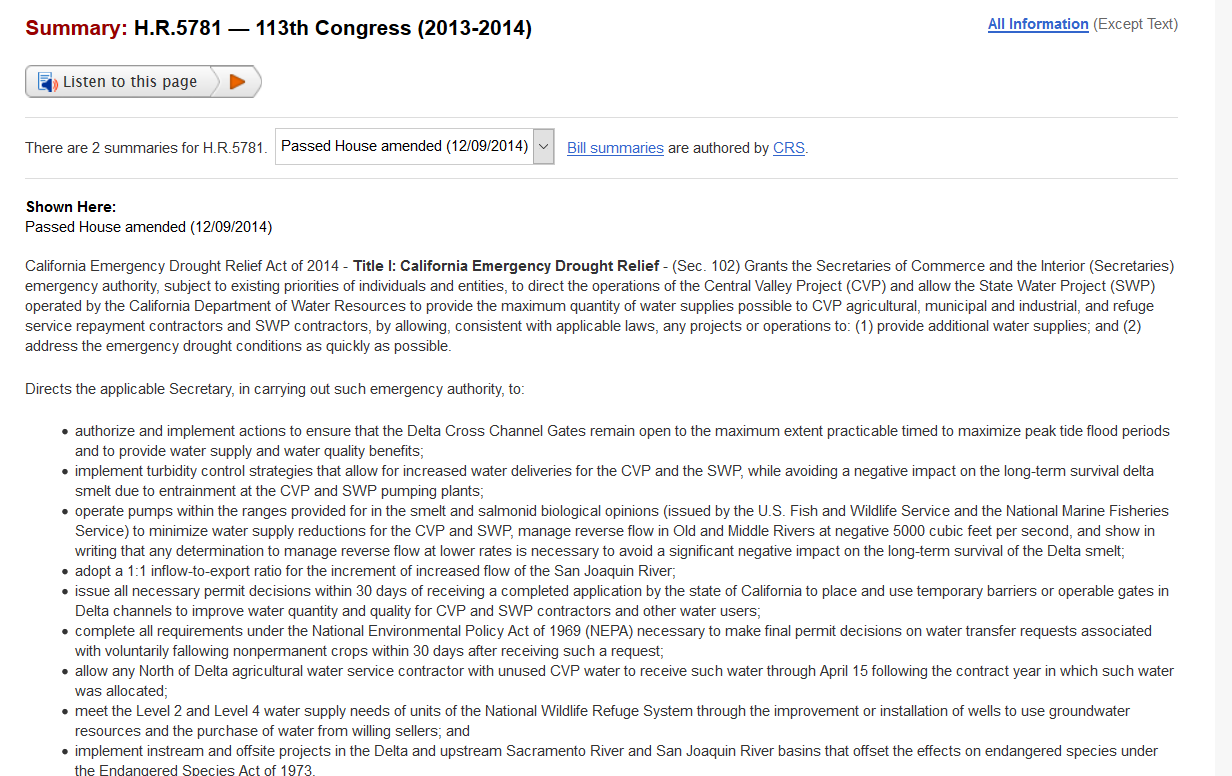 Summary: H.R.5781 — 113th Congress (2013-2014)
All Information (Except Text)
Listen to this page
There are 2 summaries for H.R.5781. Passed House amended (12/09/2014) Bill summaries are authored by CRS.
Shown Here:
Passed House amended (12/09/2014)
California Emergency Drought Relief Act of 2014 - Title I: California Emergency Drought Relief - (Sec. 102) Grants the Secretaries of Commerce and the Interior (Secretaries)
emergency authority, subject to existing priorities of individuals and entities, to direct the operations of the Central Valley Project (CVP) and allow the State Water Project (SWP)
operated by the California Department of Water Resources to provide the maximum quantity of water supplies possible to CVP agricultural, municipal and industrial, and refuge
service repayment contractors and SWP contractors, by allowing, consistent with applicable laws, any projects or operations to: (1) provide additional water supplies; and (2)
address the emergency drought conditions as quickly as possible.
Directs the applicable Secretary, in carrying out such emergency authority, to:
• authorize and implement actions to ensure that the Delta Cross Channel Gates remain open to the maximum extent practicable timed to maximize peak tide flood periods
and to provide water supply and water quality benefits;
• implement turbidity control strategies that allow for increased water deliveries for the CVP and the SWP, while avoiding a negative impact on the long-term survival delta
smelt due to entrainment at the CVP and SWP pumping plants;
• operate pumps within the ranges provided for in the smelt and salmonid biological opinions (issued by the U.S. Fish and Wildlife Service and the National Marine Fisheries
Service) to minimize water supply reductions for the CVP and SWP, manage reverse flow in Old and Middle Rivers at negative 5000 cubic feet per second, and show in
writing that any determination to manage reverse flow at lower rates is necessary to avoid a significant negative impact on the long-term survival of the Delta smelt;
• adopt a 1:1 inflow-to-export ratio for the increment of increased flow of the San Joaquin River;
• issue all necessary permit decisions within 30 days of receiving a completed application by the state of California to place and use temporary barriers or operable gates in
Delta channels to improve water quantity and quality for CVP and SWP contractors and other water users;
• complete all requirements under the National Environmental Policy Act of 1969 (NEPA) necessary to make final permit decisions on water transfer requests associated
with voluntarily fallowing nonpermanent crops within 30 days after receiving such a request;
• allow any North of Delta agricultural water service contractor with unused CVP water to receive such water through April 15 following the contract year in which such water
was allocated;
• meet the Level 2 and Level 4 water supply needs of units of the National Wildlife Refuge System through the improvement or installation of wells to use groundwater
resources and the purchase of water from willing sellers; and
• implement instream and offsite projects in the Delta and upstream Sacramento River and San Joaquin River basins that offset the effects on endangered species under
the Endangered Species Act of 1973.